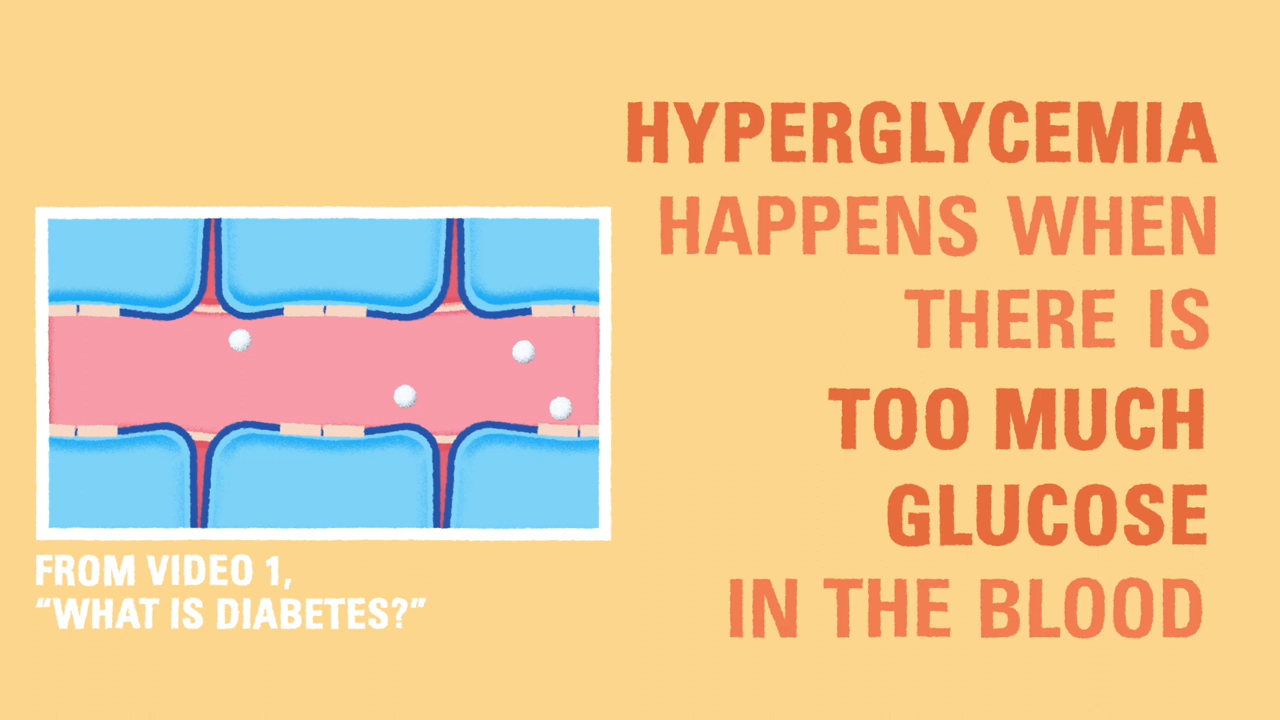 HYPERGLYCEMIA
HAPPENS WHEN
THERE IS
TOO MUCH
GLUCOSE
IN THE BLOOD
FROM VIDEO 1,
“WHAT IS DIABETES?”